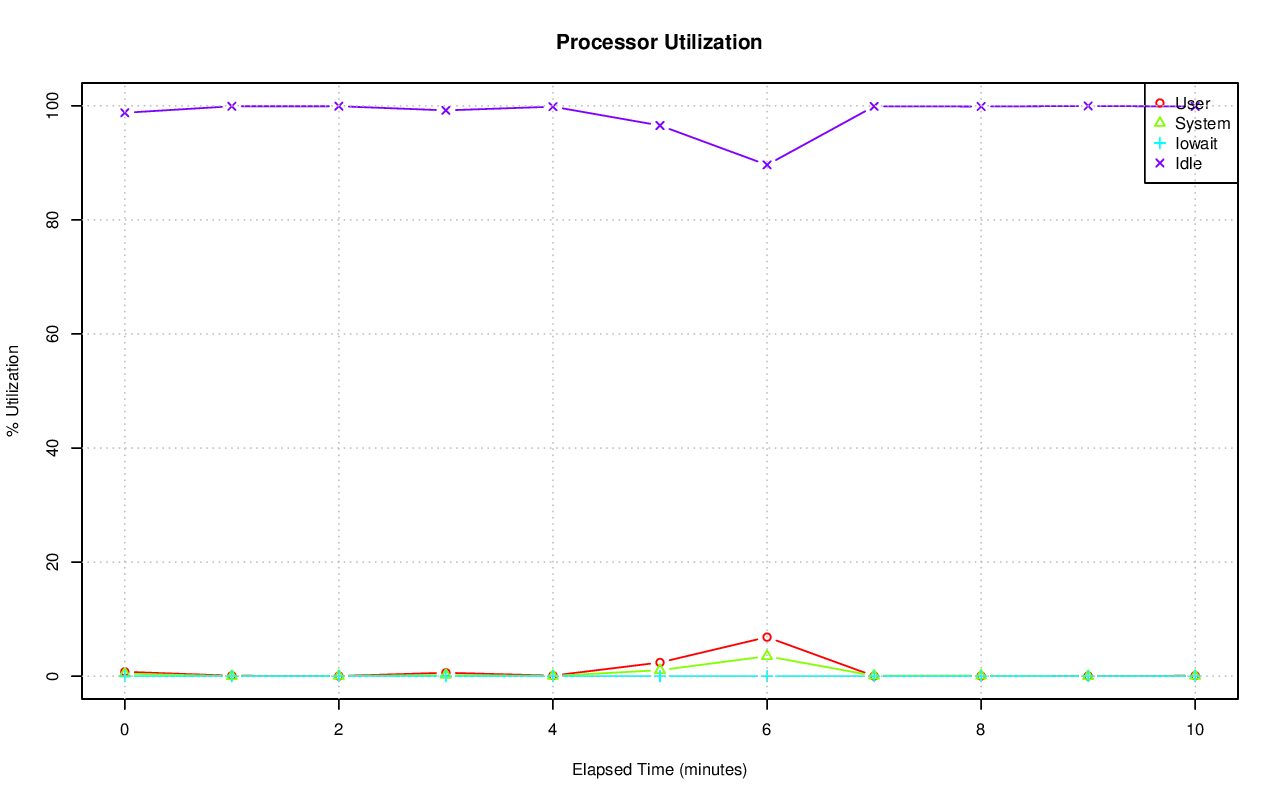 Processor Utilization
% Utilization
100
80
60
40
20
0
User
System
Iowait
Idle
0 2 4 6 8 10
Elapsed Time (minutes)